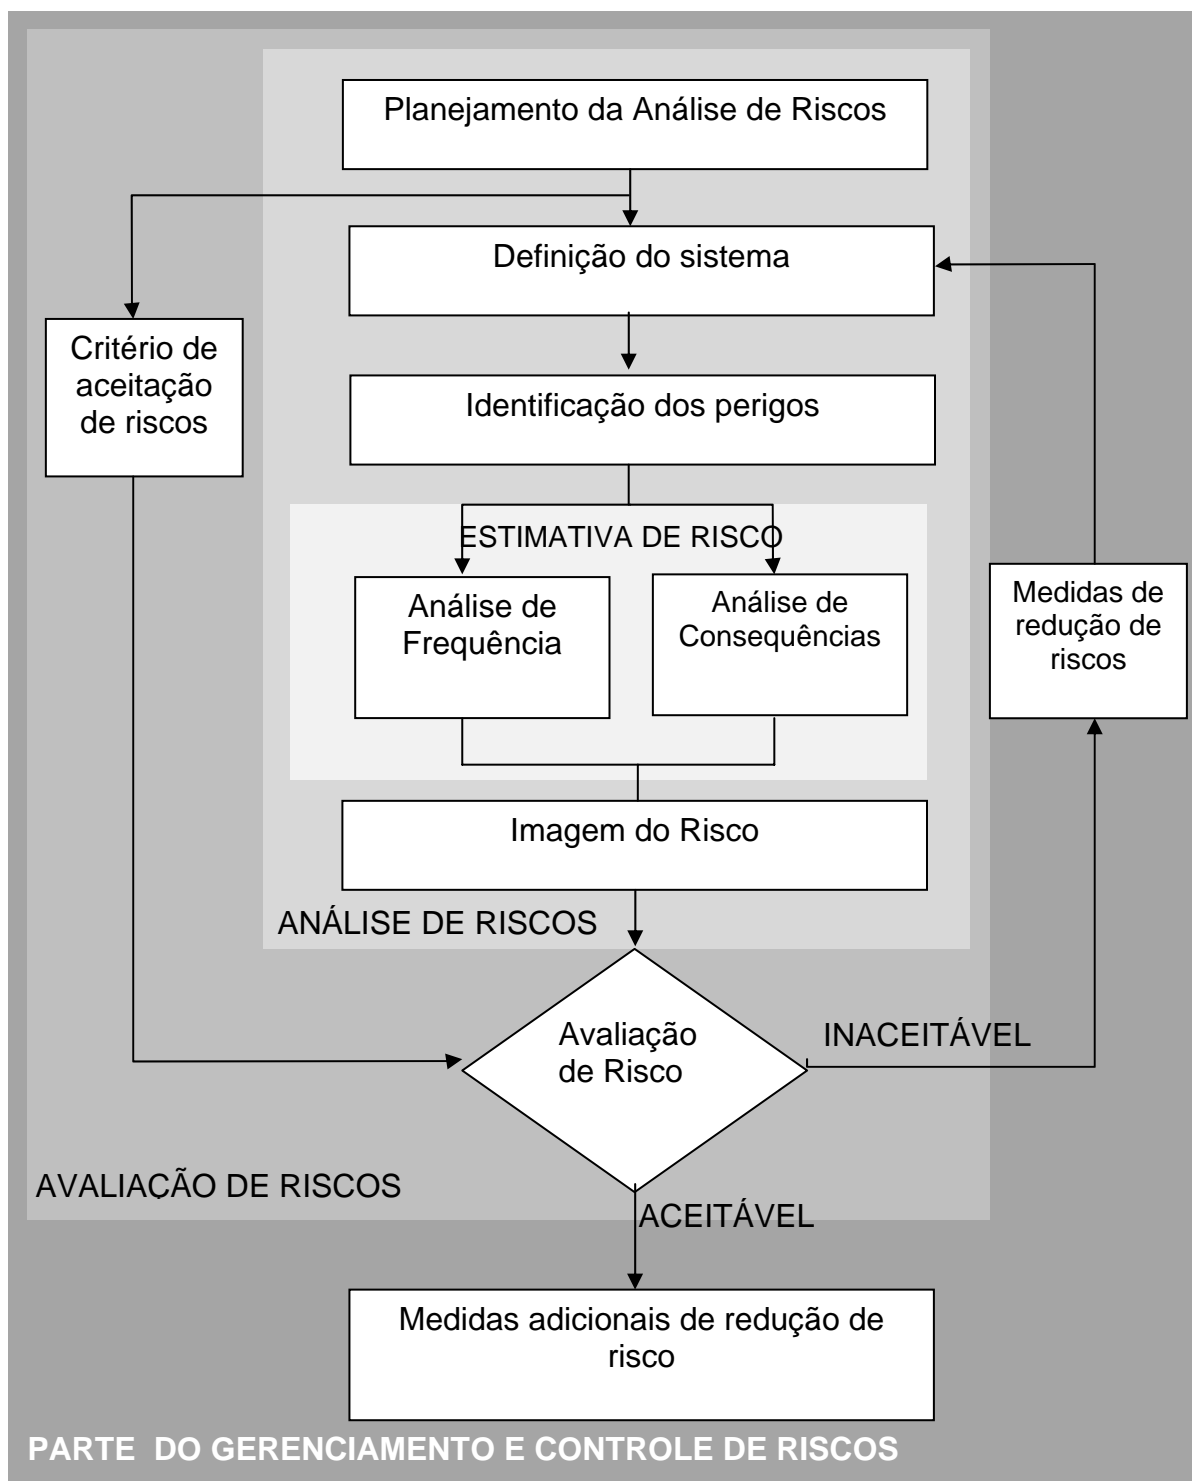 Planejamento da Análise de Riscos
Definição do sistema
Critério de
aceitação
de riscos
Identificação dos perigos
ESTIMATIVA DE RISCO
Análise de
Frequência
Análise de
Consequências
Medidas de
redução de
riscos
Imagem do Risco
ANÁLISE DE RISCOS
Avaliação
de Risco
INACEITÁVEL
AVALIAÇÃO DE RISCOS
ACEITÁVEL
Medidas adicionais de redução de
risco
PARTE  DO GERENCIAMENTO E CONTROLE DE RISCOS